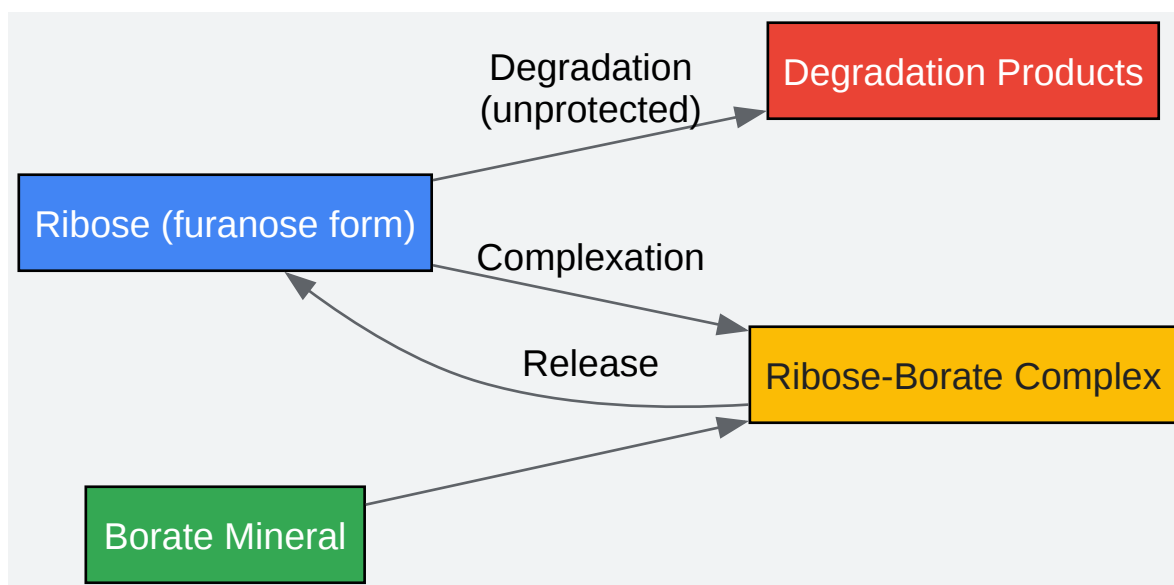 Degradation
(unprotected)
Degradation Products
Ribose (furanose form)
Complexation
Release
Ribose-Borate Complex
Borate Mineral